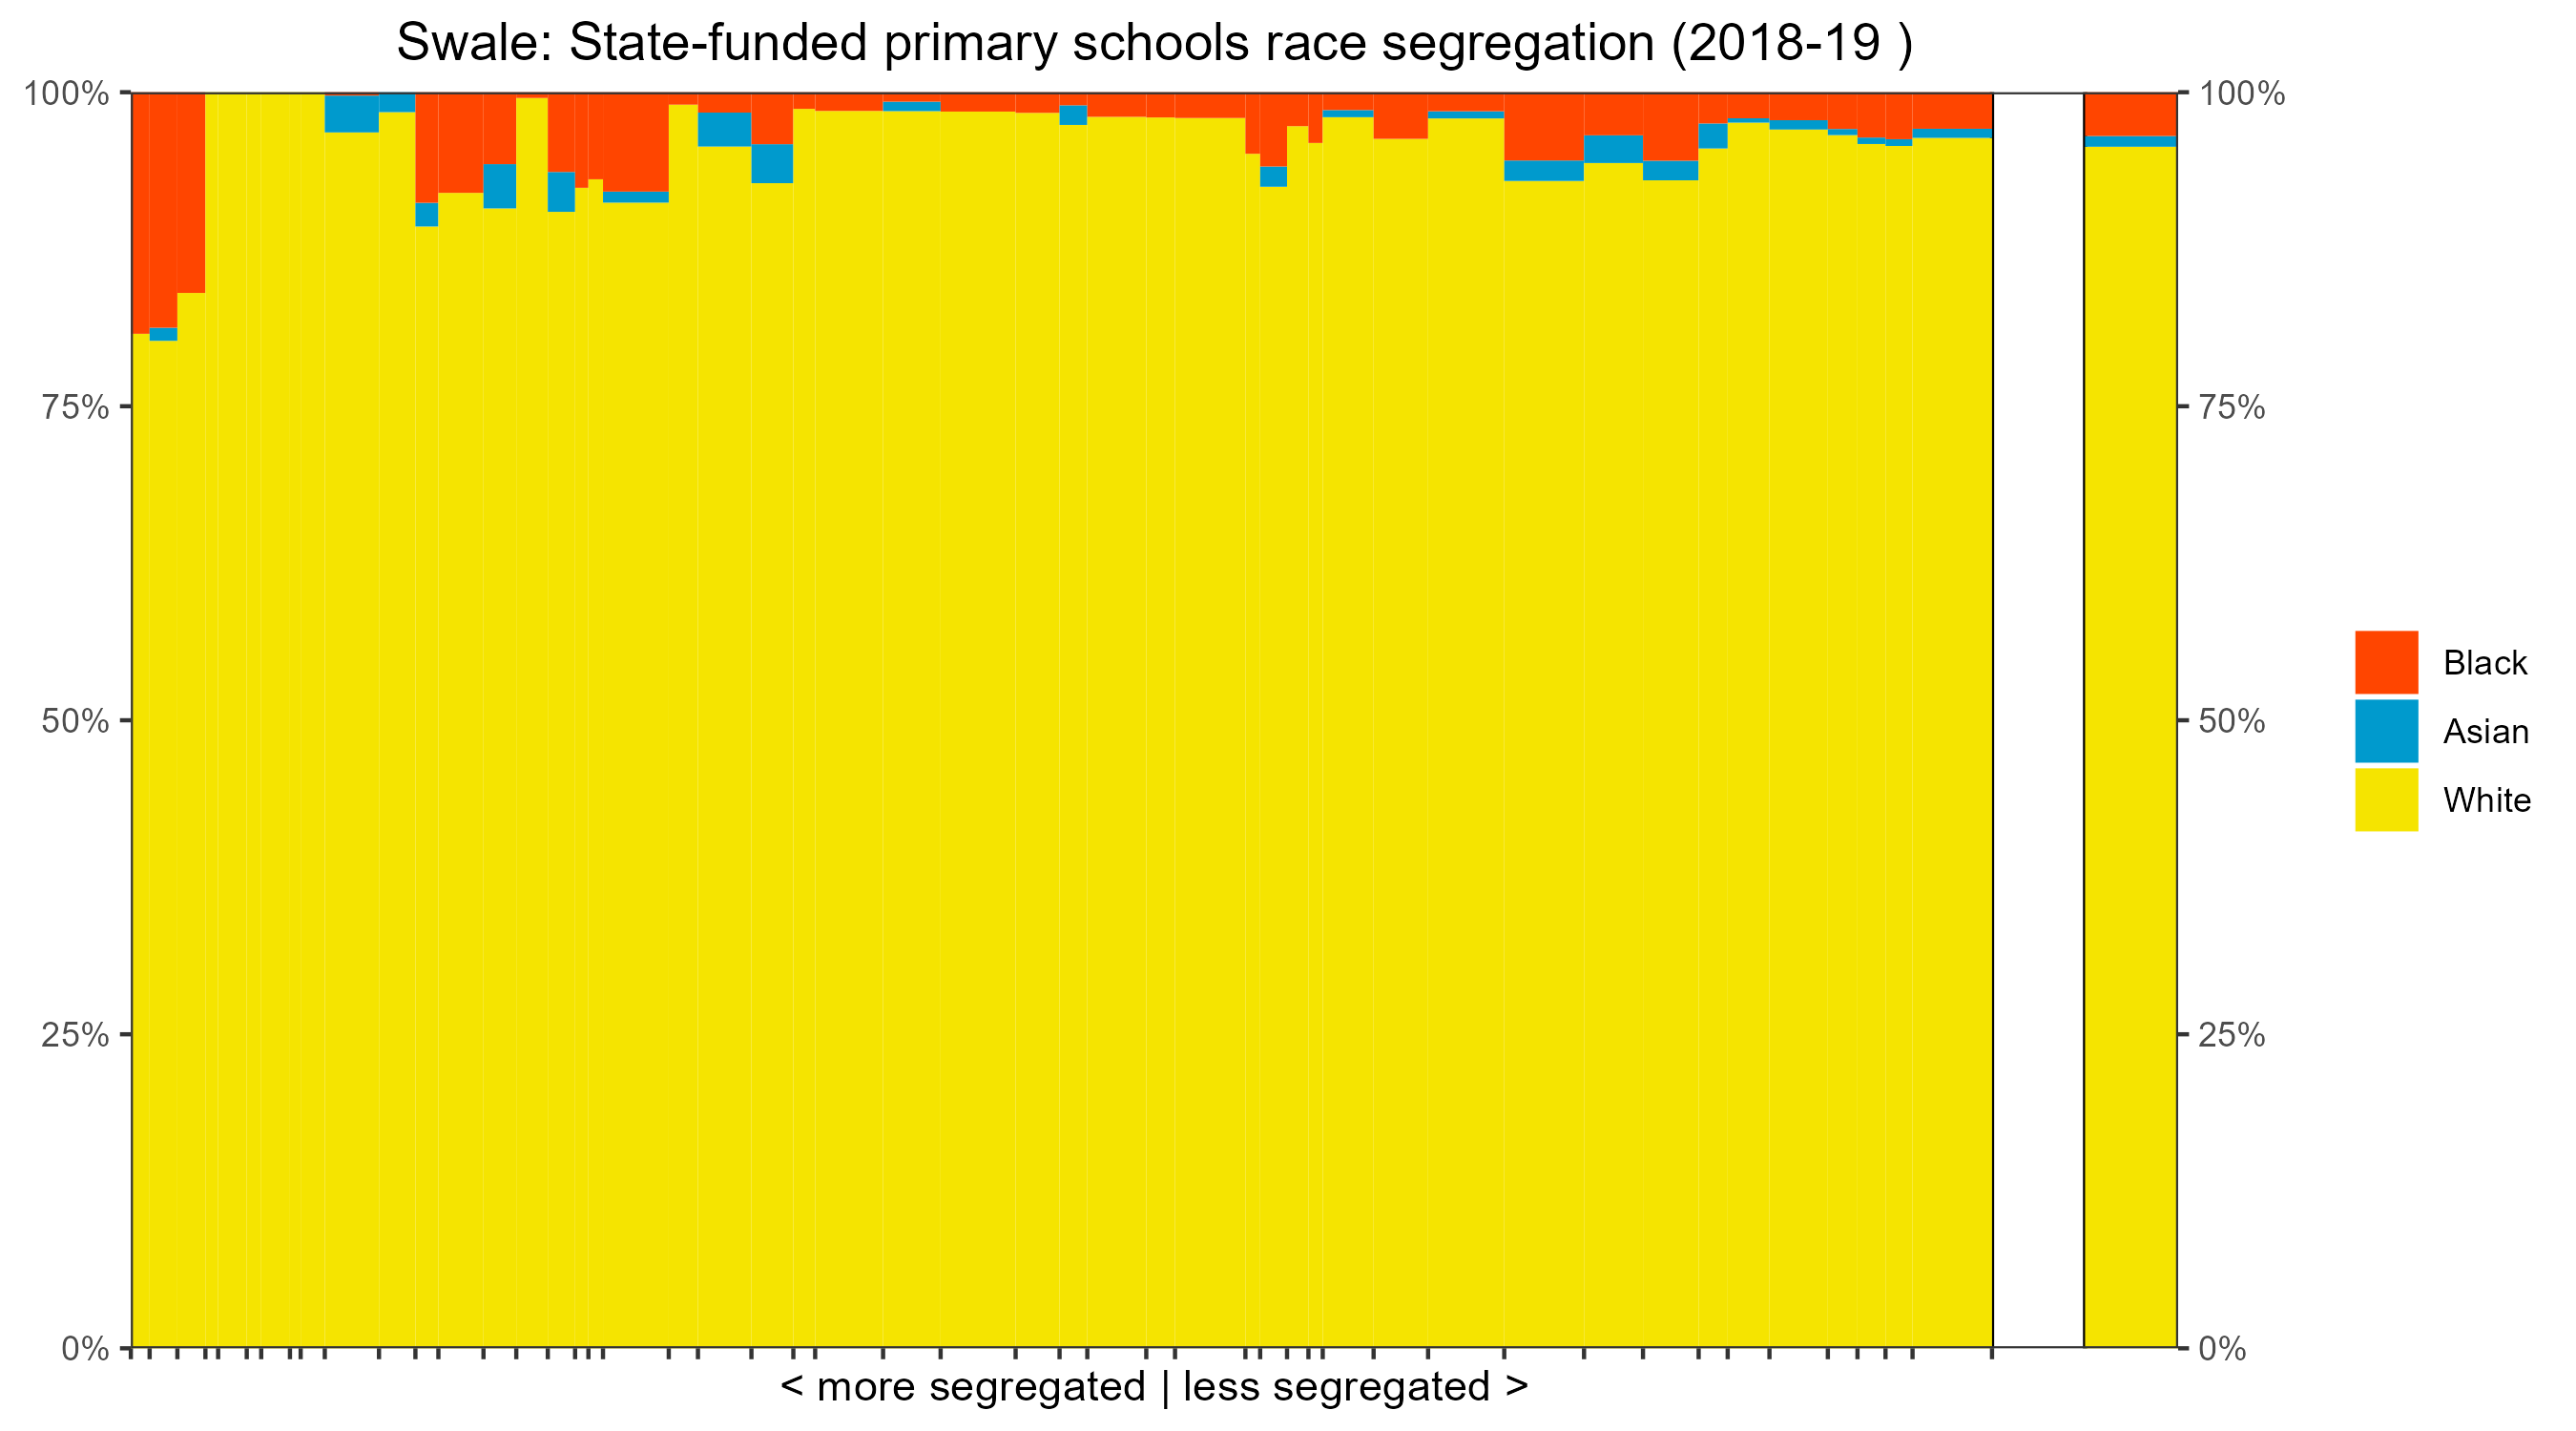 Swale: State-funded primary schools race segregation (2018-19 )
100%
75%
50%
25%
0%
100%
75%
50%
25%
0%
Black
Asian
White
< more segregated | less segregated >